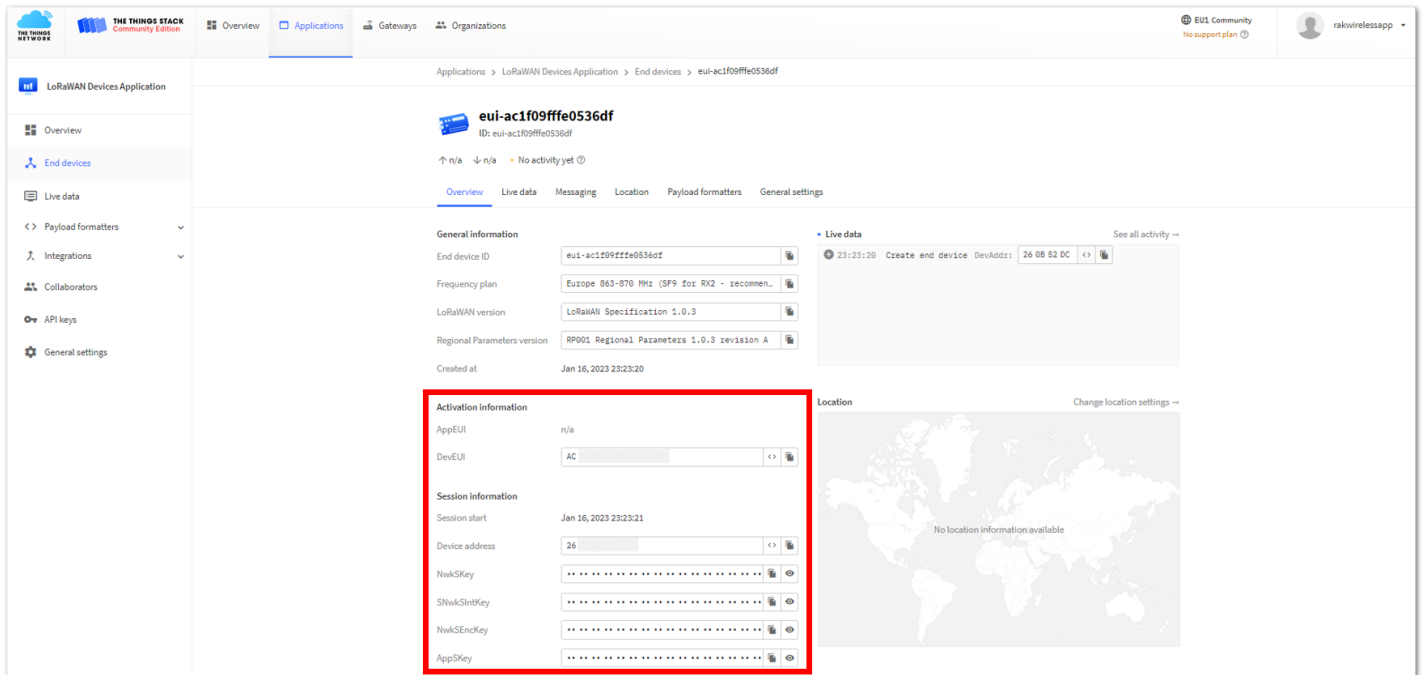 THE THINGS NETWORK
THE THINGS STACK
Community Edition
Overview
Applications
Gateways
Organizations
EU1 Community
No support plan
rakwirelessapp
LoRaWAN Devices Application
Overview
End devices
Live data
Payload formatters
Integrations
Collaborators
API keys
General settings
Applications > LoRaWAN Devices Application > End devices > eui-ac1f09fffe0536df
eui-ac1f09fffe0536df
ID: eui-ac1f09fffe0536df
↑ n/a ↓ n/a • No activity yet
Overview Live data Messaging Location Payload formatters General settings
General information
End device ID eui-ac1f09fffe0536df
Frequency plan Europe 863-870 MHz (SF9 for RX2 - recommen…
LoRaWAN version LoRaWAN Specification 1.0.3
Regional Parameters version RP001 Regional Parameters 1.0.3 revision A
Created at Jan 16, 2023 23:23:20
Activation information
AppEUI n/a
DevEUI AC
Session information
Session start Jan 16, 2023 23:23:21
Device address 26
NwkSKey
SNwkSIntKey
NwkSEncKey
AppSKey
• Live data See all activity →
23:23:20 Create end device DevAddr: 26 0B 52 DC
Location Change location settings →
No location information available